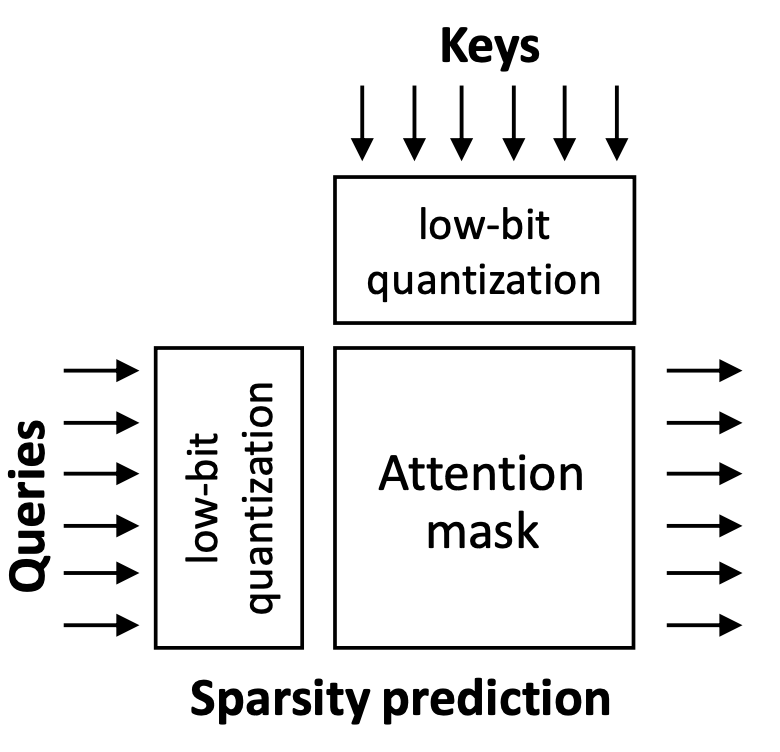 Keys
low-bit
quantization
Queries
low-bit
quantization
Attention
mask
Sparsity prediction